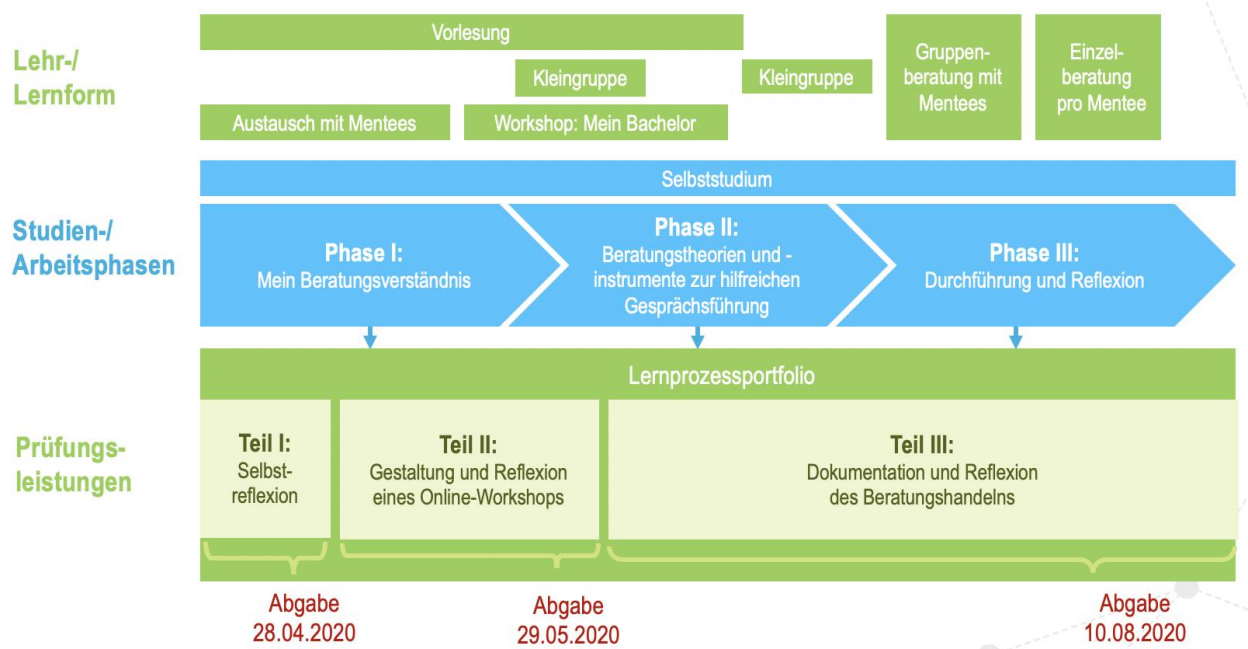 Lehr-/
Lernform
Vorlesung
Kleingruppe
Kleingruppe
Austausch mit Mentees
Workshop: Mein Bachelor
Gruppen-
beratung mit
Mentees
Einzel-
beratung
pro Mentee
Selbststudium
Studien-/
Arbeitsphasen
Phase I:
Mein Beratungsverständnis
Phase II:
Beratungstheorien und -
instrumente zur hilfreichen
Gesprächsführung
Phase III:
Durchführung und Reflexion
Lernprozessportfolio
Prüfungs-
leistungen
Teil I:
Selbst-
reflexion
Teil II:
Gestaltung und Reflexion
eines Online-Workshops
Teil III:
Dokumentation und Reflexion
des Beratungshandelns
Abgabe
28.04.2020
Abgabe
29.05.2020
Abgabe
10.08.2020